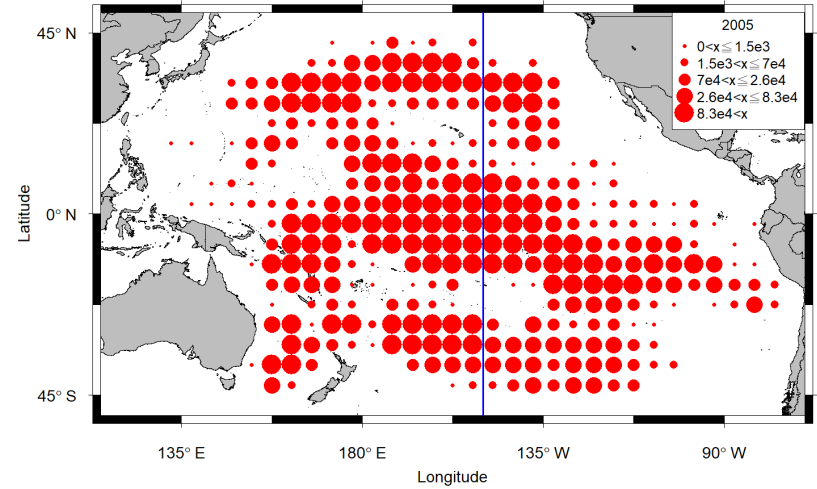 45° N
2005
0<x≦1.5e3
1.5e3<x≦7e4
7e4<x≦2.6e4
2.6e4<x≦8.3e4
8.3e4<x
Latitude
0° N
45° S
135° E
180° E
135° W
90° W
Longitude